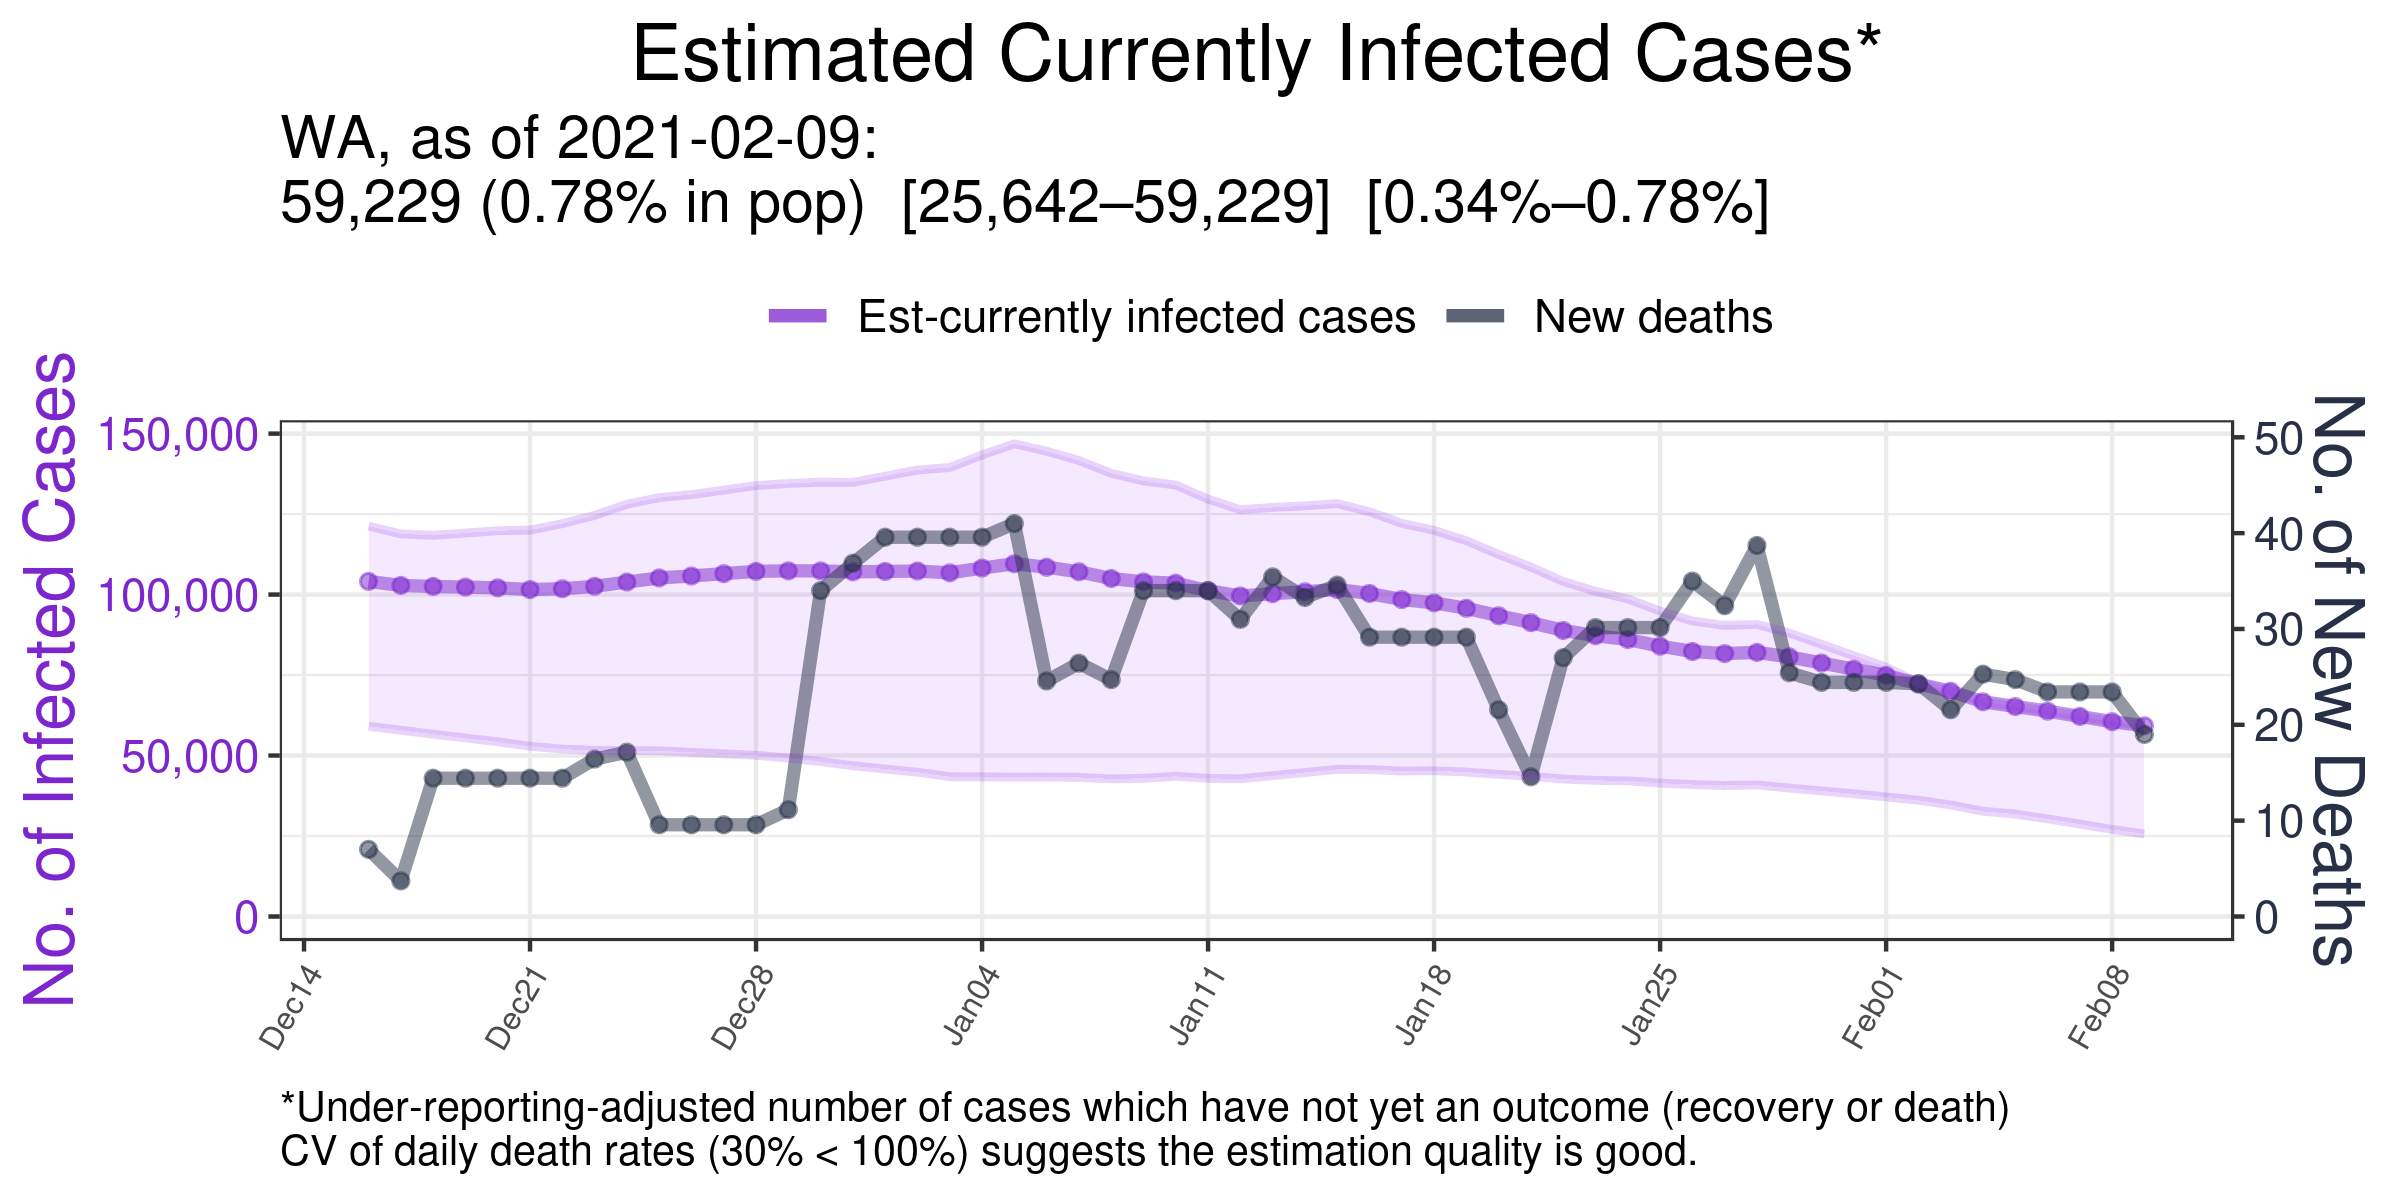 Estimated Currently Infected Cases*
WA, as of 2021-02-09:
59,229 (0.78% in pop)  [25,642–59,229]  [0.34%–0.78%]
Est-currently infected cases
New deaths
No. of Infected Cases
150,000
100,000
50,000
0
50
40
30
20
10
0
No. of New Deaths
Dec14
Dec21
Dec28
Jan04
Jan11
Jan18
Jan25
Feb01
Feb08
*Under-reporting-adjusted number of cases which have not yet an outcome (recovery or death)
CV of daily death rates (30% < 100%) suggests the estimation quality is good.